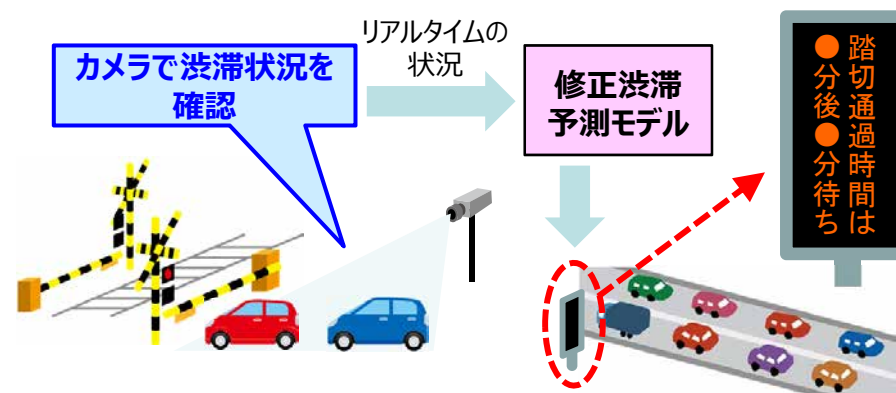 カメラで渋滞状況を
確認
リアルタイムの
状況
修正渋滞
予測モデル
踏切通過時間は
●分後●分待ち